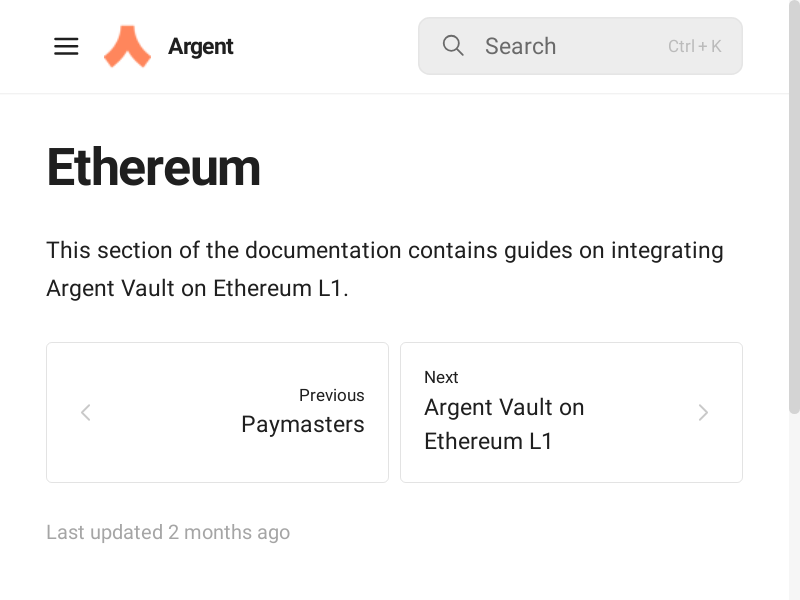 Argent
Search
Ctrl + K
Ethereum
This section of the documentation contains guides on integrating
Argent Vault on Ethereum L1.
Previous
Paymasters
Next
Argent Vault on
Ethereum L1
Last updated 2 months ago